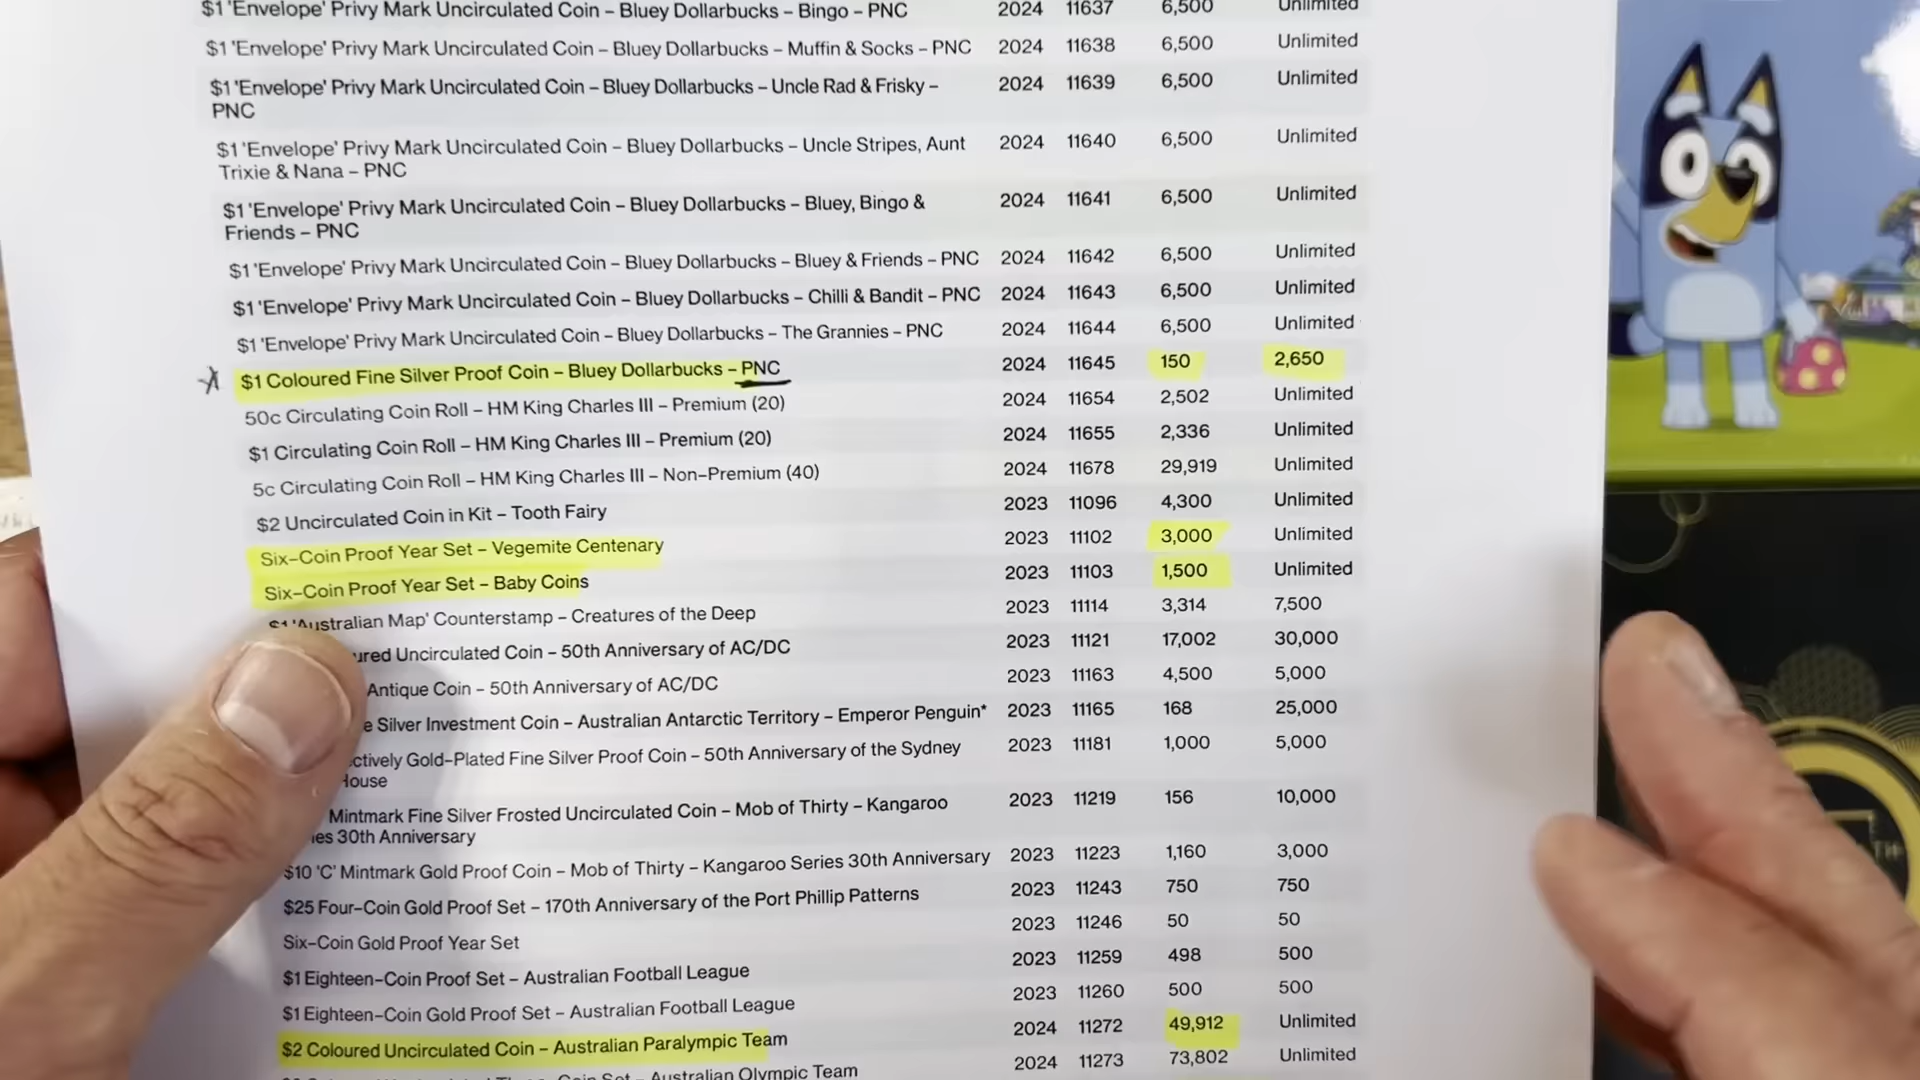 $1 'Envelope' Privy Mark Uncirculated Coin – Bluey Dollarbucks – Bingo – PNC 2024 11637 6,500 Unlimited
$1 'Envelope' Privy Mark Uncirculated Coin – Bluey Dollarbucks – Muffin & Socks – PNC 2024 11638 6,500 Unlimited
$1 'Envelope' Privy Mark Uncirculated Coin – Bluey Dollarbucks – Uncle Rad & Frisky – 2024 11639 6,500 Unlimited
PNC
$1 'Envelope' Privy Mark Uncirculated Coin – Bluey Dollarbucks – Uncle Stripes, Aunt 2024 11640 6,500 Unlimited
Trixie & Nana – PNC
$1 'Envelope' Privy Mark Uncirculated Coin – Bluey Dollarbucks – Bluey, Bingo & 2024 11641 6,500 Unlimited
Friends – PNC
$1 'Envelope' Privy Mark Uncirculated Coin – Bluey Dollarbucks – Bluey & Friends – PNC 2024 11642 6,500 Unlimited
$1 'Envelope' Privy Mark Uncirculated Coin – Bluey Dollarbucks – Chilli & Bandit – PNC 2024 11643 6,500 Unlimited
$1 'Envelope' Privy Mark Uncirculated Coin – Bluey Dollarbucks – The Grannies – PNC 2024 11644 6,500 Unlimited
$1 Coloured Fine Silver Proof Coin – Bluey Dollarbucks – PNC 2024 11645 150 2,650
50c Circulating Coin Roll – HM King Charles III – Premium (20) 2024 11654 2,502 Unlimited
$1 Circulating Coin Roll – HM King Charles III – Premium (20) 2024 11655 2,336 Unlimited
5c Circulating Coin Roll – HM King Charles III – Non-Premium (40) 2024 11678 29,919 Unlimited
$2 Uncirculated Coin in Kit – Tooth Fairy 2023 11096 4,300 Unlimited
Six-Coin Proof Year Set – Vegemite Centenary 2023 11102 3,000 Unlimited
Six-Coin Proof Year Set – Baby Coins 2023 11103 1,500 Unlimited
$1 'Australian Map' Counterstamp – Creatures of the Deep 2023 11114 3,314 7,500
ured Uncirculated Coin – 50th Anniversary of AC/DC 2023 11121 17,002 30,000
Antique Coin – 50th Anniversary of AC/DC 2023 11163 4,500 5,000
e Silver Investment Coin – Australian Antarctic Territory – Emperor Penguin* 2023 11165 168 25,000
ctively Gold-Plated Fine Silver Proof Coin – 50th Anniversary of the Sydney 2023 11181 1,000 5,000
House
Mintmark Fine Silver Frosted Uncirculated Coin – Mob of Thirty – Kangaroo 2023 11219 156 10,000
es 30th Anniversary
$10 'C' Mintmark Gold Proof Coin – Mob of Thirty – Kangaroo Series 30th Anniversary 2023 11223 1,160 3,000
$25 Four-Coin Gold Proof Set – 170th Anniversary of the Port Phillip Patterns 2023 11243 750 750
Six-Coin Gold Proof Year Set 2023 11246 50 50
$1 Eighteen-Coin Proof Set – Australian Football League 2023 11259 498 500
$1 Eighteen-Coin Gold Proof Set – Australian Football League 2023 11260 500 500
$2 Coloured Uncirculated Coin – Australian Paralympic Team 2024 11272 49,912 Unlimited
Coin Set – Australian Olympic Team 2024 11273 73,802 Unlimited